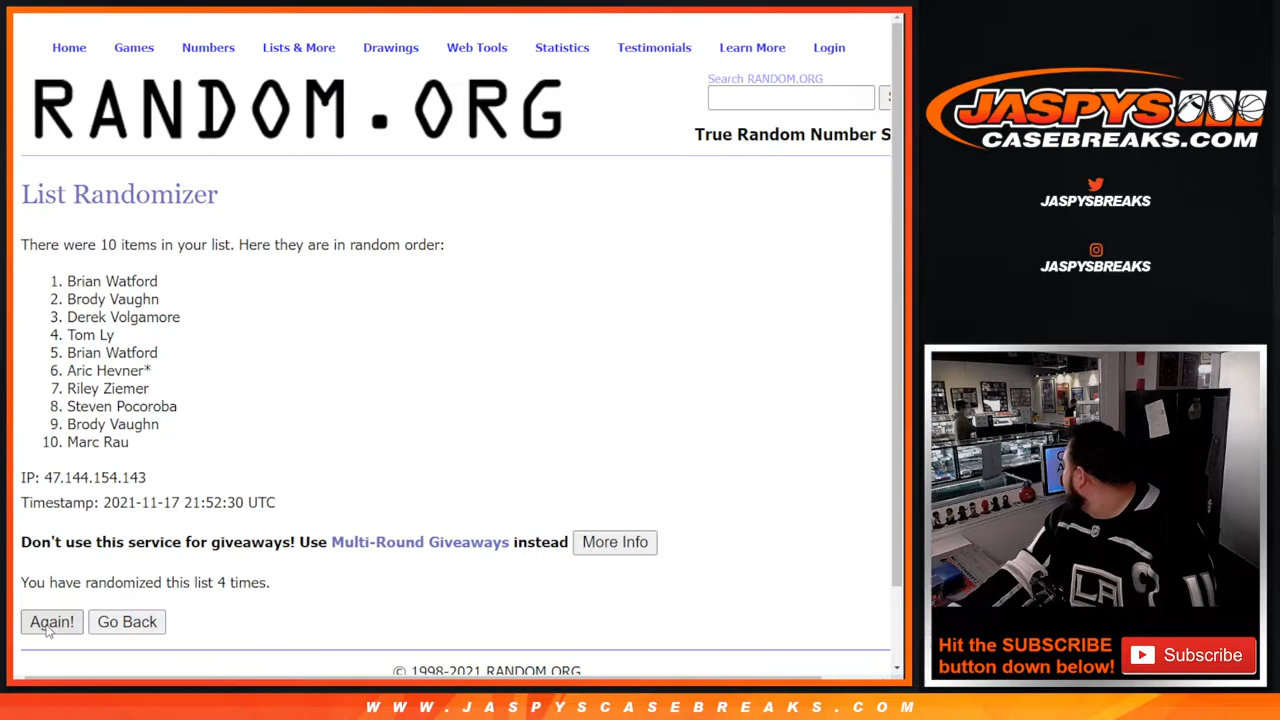 Home Games Numbers Lists & More Drawings Web Tools Statistics Testimonials Learn More Login
RANDOM.ORG
Search RANDOM.ORG
True Random Number S
List Randomizer
There were 10 items in your list. Here they are in random order:
1. Brian Watford
2. Brody Vaughn
3. Derek Volgamore
4. Tom Ly
5. Brian Watford
6. Aric Hevner*
7. Riley Ziemer
8. Steven Pocoroba
9. Brody Vaughn
10. Marc Rau
IP: 47.144.154.143
Timestamp: 2021-11-17 21:52:30 UTC
Don't use this service for giveaways! Use Multi-Round Giveaways instead More Info
You have randomized this list 4 times.
Again! Go Back
© 1998-2021 RANDOM.ORG
JASPYS
CASEBREAKS.COM
JASPYSBREAKS
JASPYSBREAKS
LA
Hit the SUBSCRIBE
button down below!
Subscribe
WWW.JASPYSCASEBREAKS.COM